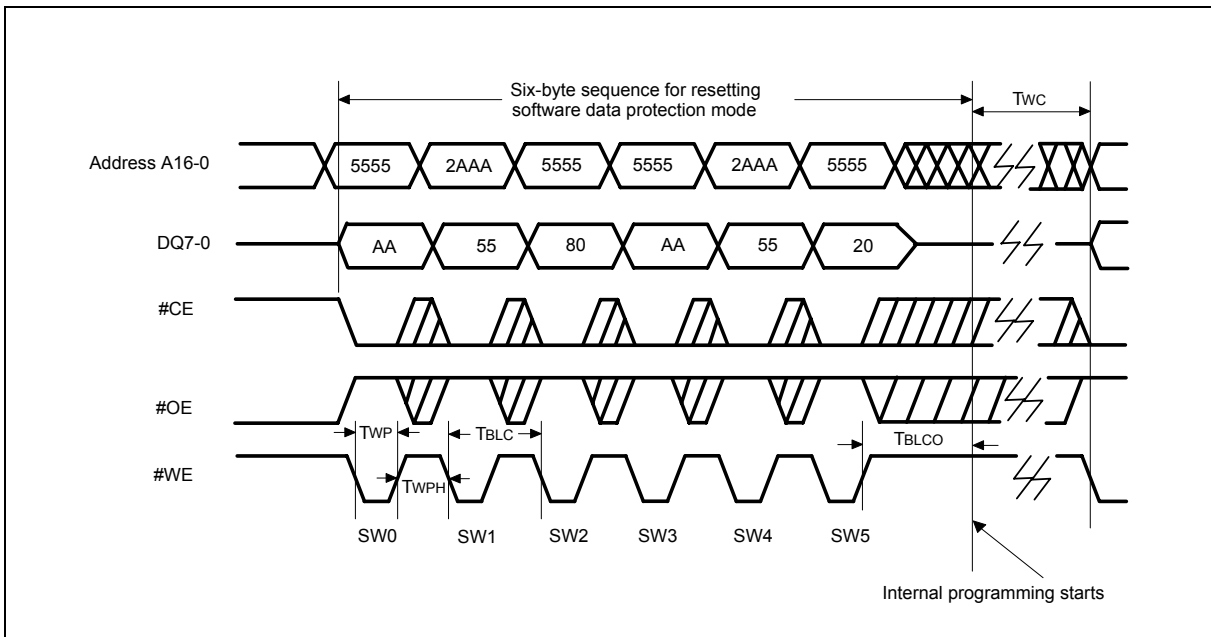 Six-byte sequence for resetting
software data protection mode
TWC
Address A16-0
5555
2AAA
5555
5555
2AAA
5555
DQ7-0
AA
55
80
AA
55
20
#CE
#OE
TWP
TBLC
TBLCO
#WE
TWPH
SW0
SW1
SW2
SW3
SW4
SW5
Internal programming starts